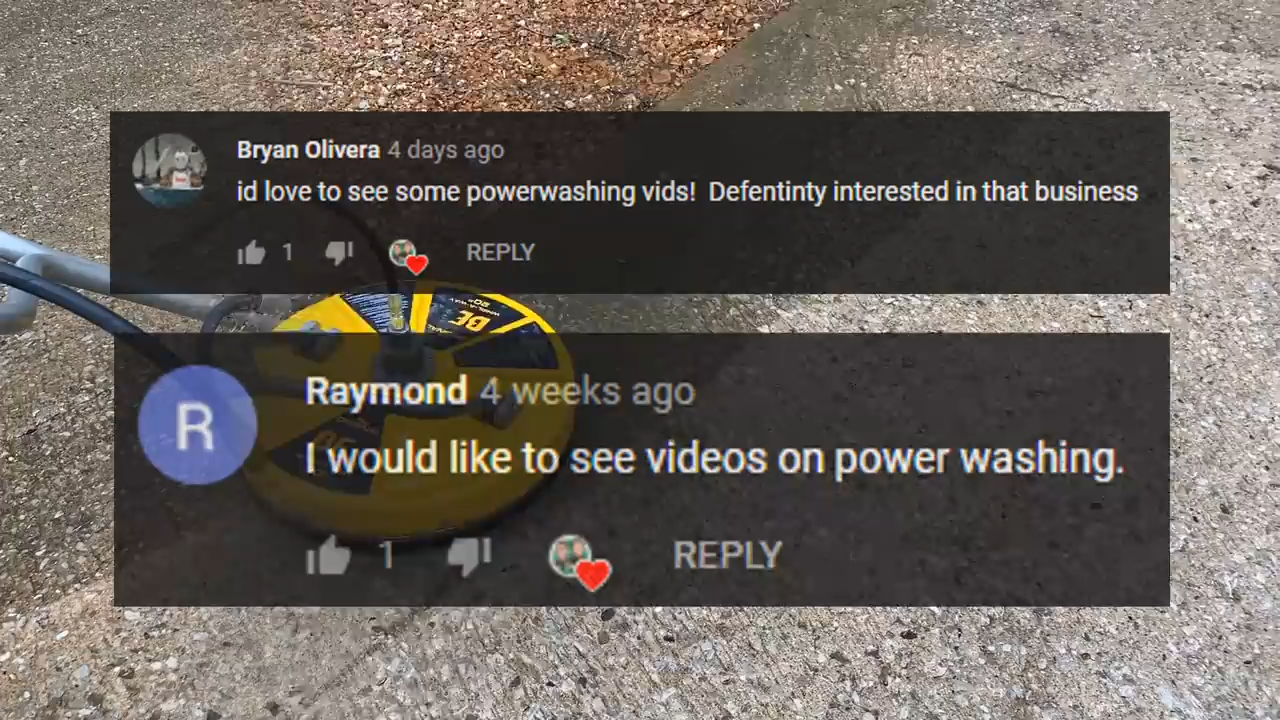 Bryan Olivera 4 days ago
id love to see some powerwashing vids!  Defentinty interested in that business
1 REPLY
BE
R
Raymond 4 weeks ago
I would like to see videos on power washing.
1 REPLY